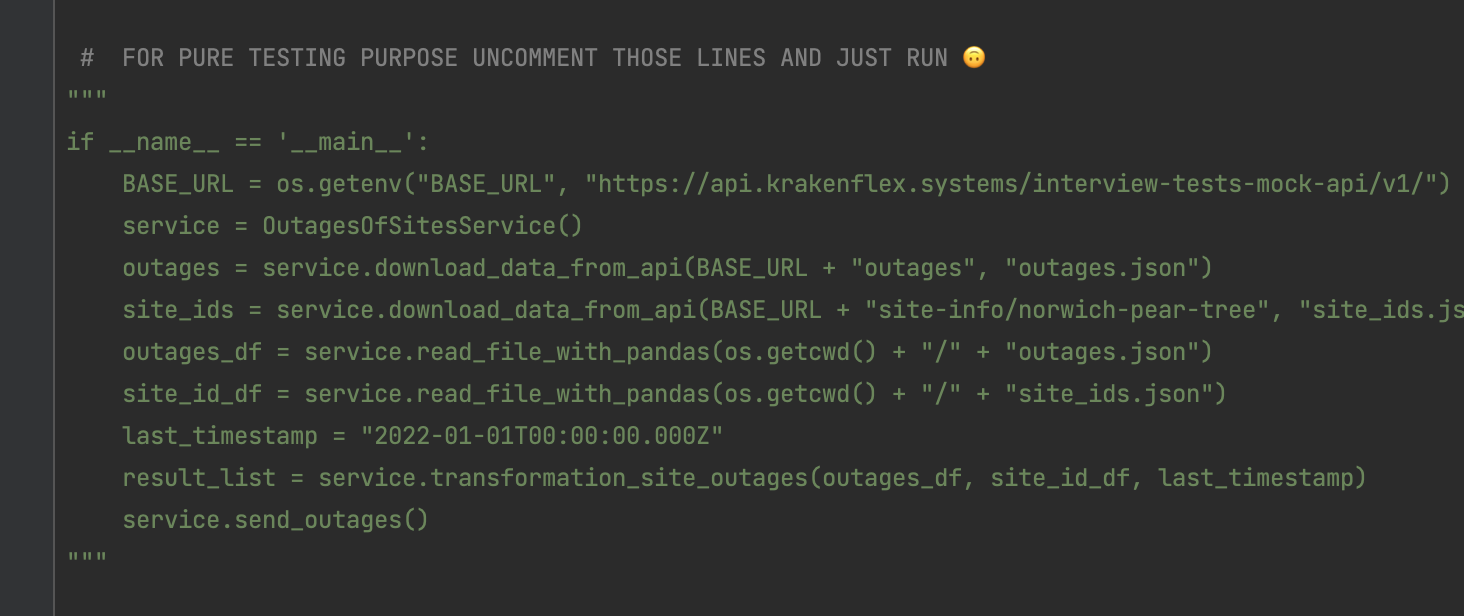 # FOR PURE TESTING PURPOSE UNCOMMENT THOSE LINES AND JUST RUN 🙃
"""
if __name__ == '__main__':
    BASE_URL = os.getenv("BASE_URL", "https://api.krakenflex.systems/interview-tests-mock-api/v1/")
    service = OutagesOfSitesService()
    outages = service.download_data_from_api(BASE_URL + "outages", "outages.json")
    site_ids = service.download_data_from_api(BASE_URL + "site-info/norwich-pear-tree", "site_ids.js
    outages_df = service.read_file_with_pandas(os.getcwd() + "/" + "outages.json")
    site_id_df = service.read_file_with_pandas(os.getcwd() + "/" + "site_ids.json")
    last_timestamp = "2022-01-01T00:00:00.000Z"
    result_list = service.transformation_site_outages(outages_df, site_id_df, last_timestamp)
    service.send_outages()
"""